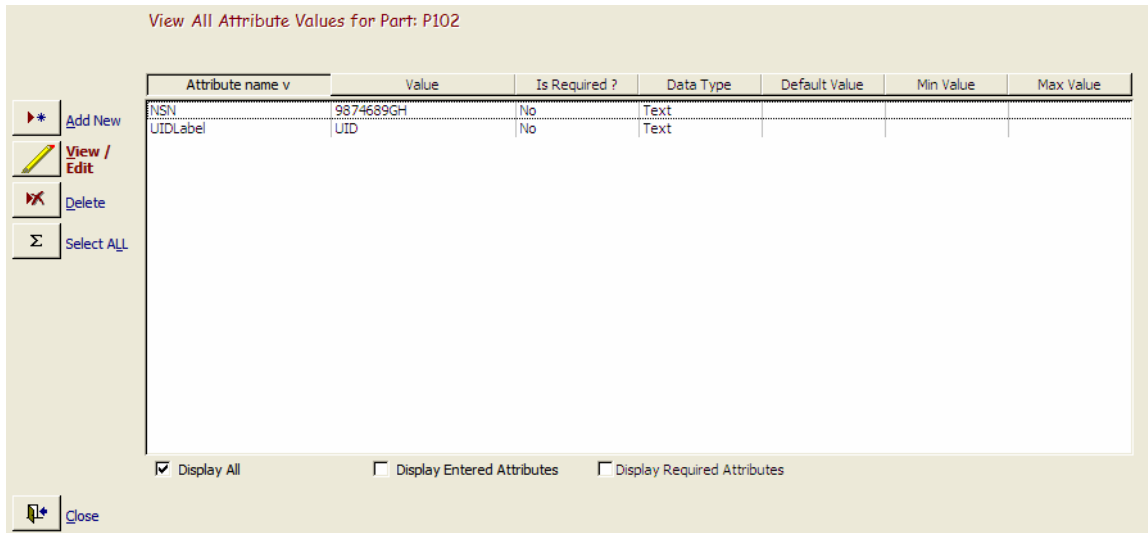 View All Attribute Values for Part: P102
Attribute name v Value Is Required ? Data Type Default Value Min Value Max Value
NSN 9874689GH No Text
UIDLabel UID No Text
Add New
View / Edit
Delete
Σ Select ALL
Display All Display Entered Attributes Display Required Attributes
Close